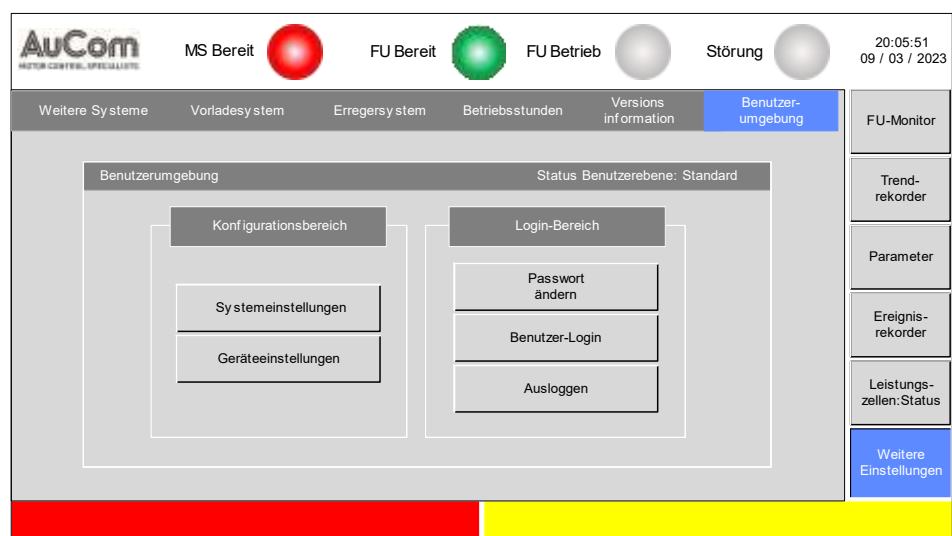 AuCom
MOTOR CONTROL SPECIALISTS
MS Bereit
FU Bereit
FU Betrieb
Störung
20:05:51
09 / 03 / 2023
Weitere Systeme
Vorladesystem
Erregersystem
Betriebsstunden
Versions
information
Benutzer-
umgebung
FU-Monitor
Trend-
rekorder
Parameter
Ereignis-
rekorder
Leistungs-
zellen:Status
Weitere
Einstellungen
Benutzerumgebung
Status Benutzerebene: Standard
Konfigurationsbereich
Systemeinstellungen
Geräteeinstellungen
Login-Bereich
Passwort
ändern
Benutzer-Login
Ausloggen